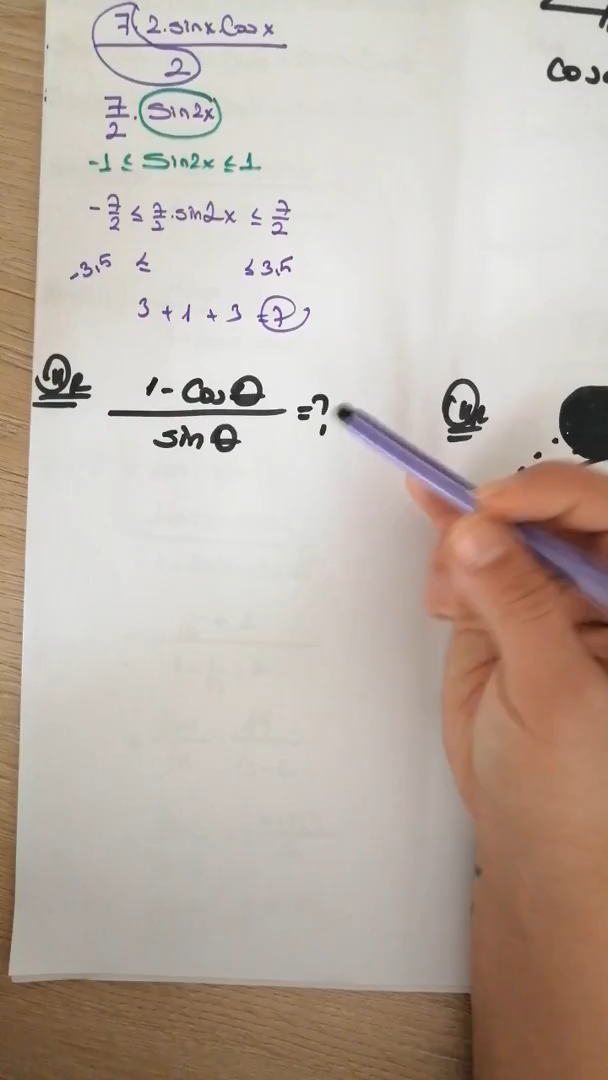 7.2.sinx.Cosx
2
7/2 . Sin2x
-1 ≤ Sin2x ≤ 1
-7/2 ≤ 7/2.sin2x ≤ 7/2
-3,5 ≤ ≤ 3,5
3 + 1 + 3 = 7
Örk 1 - Cosθ / sinθ = ?